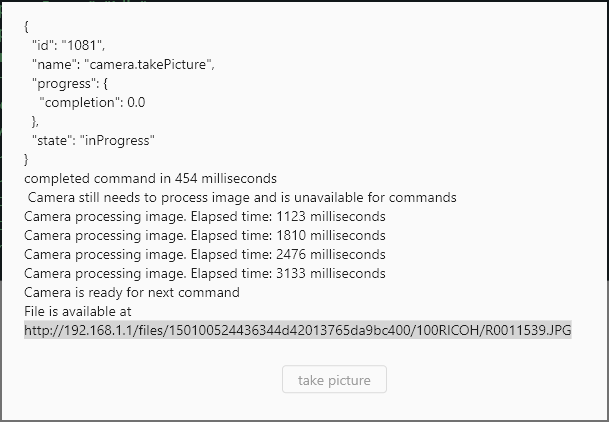 {
"id": "1081",
"name": "camera.takePicture",
"progress": {
"completion": 0.0
},
"state": "inProgress"
}
completed command in 454 milliseconds
Camera still needs to process image and is unavailable for commands
Camera processing image. Elapsed time: 1123 milliseconds
Camera processing image. Elapsed time: 1810 milliseconds
Camera processing image. Elapsed time: 2476 milliseconds
Camera processing image. Elapsed time: 3133 milliseconds
Camera is ready for next command
File is available at
http://192.168.1.1/files/150100524436344d42013765da9bc400/100RICOH/R0011539.JPG
take picture